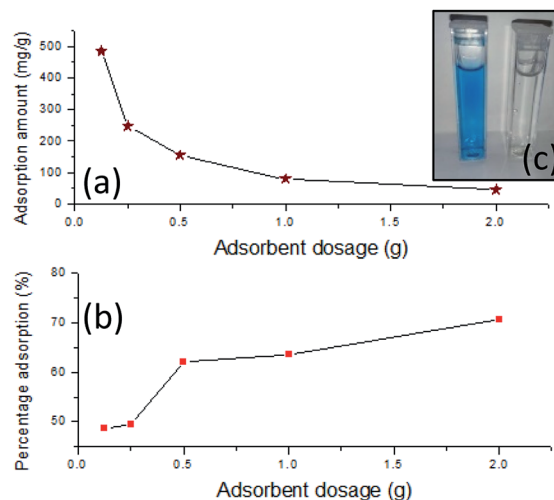 Adsorption amount (mg/g)
500
400
300
200
100
0
(a)
(c)
0.0 0.5 1.0 1.5 2.0
Adsorbent dosage (g)
Percentage adsorption (%)
80
70
60
50
(b)
0.0 0.5 1.0 1.5 2.0
Adsorbent dosage (g)